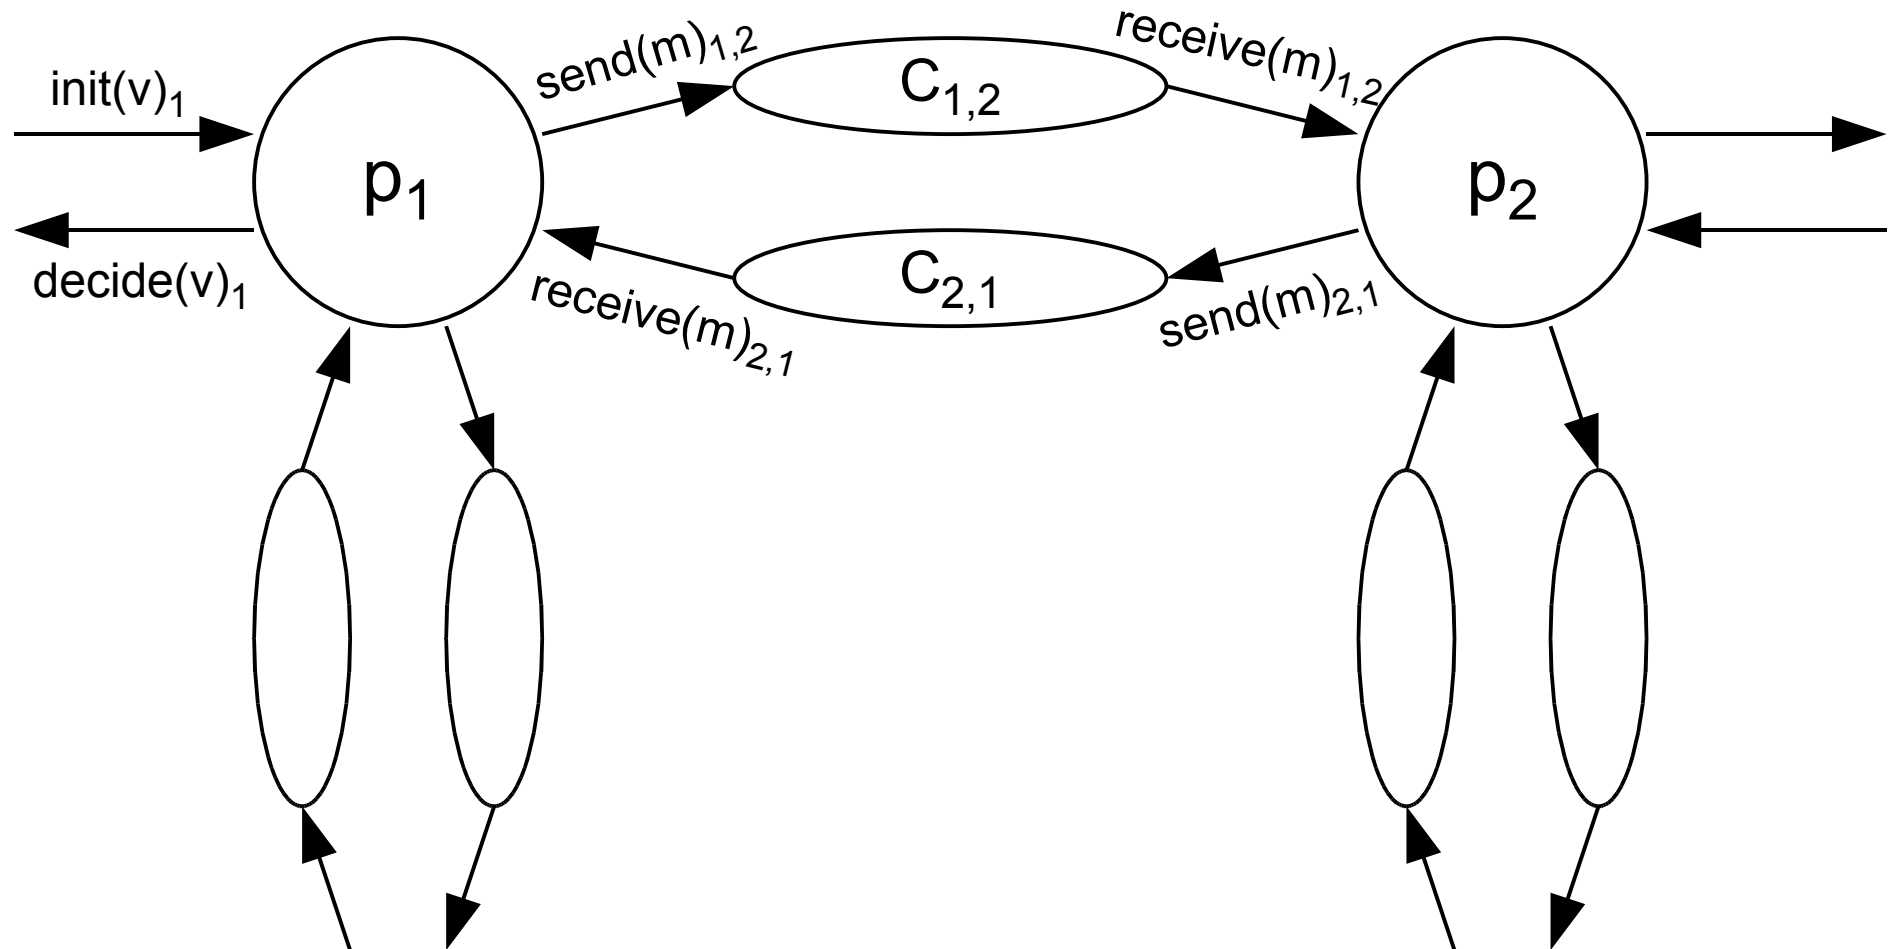 init(v)₁
decide(v)₁
p₁
send(m)₁,₂
C₁,₂
receive(m)₁,₂
receive(m)₂,₁
C₂,₁
send(m)₂,₁
p₂